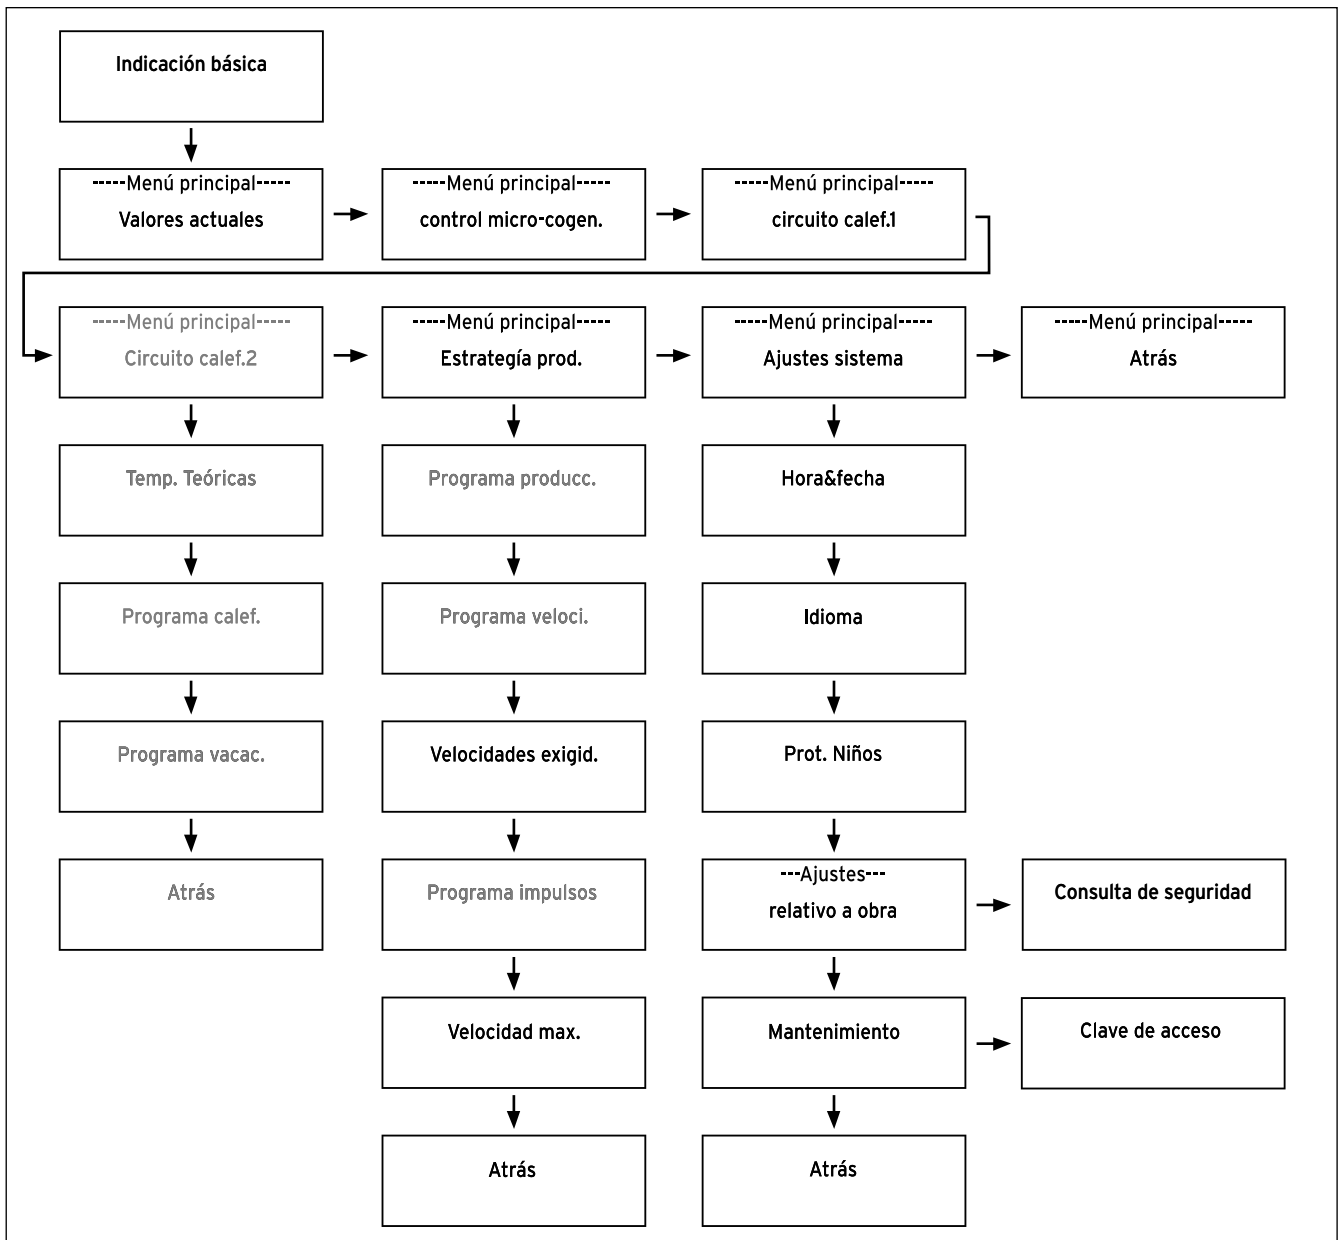 Indicación básica
-----Menú principal-----
Valores actuales
-----Menú principal-----
control micro-cogen.
-----Menú principal-----
circuito calef.1
-----Menú principal-----
Circuito calef.2
-----Menú principal-----
Estrategía prod.
-----Menú principal-----
Ajustes sistema
-----Menú principal-----
Atrás
Temp. Teóricas
Programa producc.
Hora&fecha
Programa calef.
Programa veloci.
Idioma
Programa vacac.
Velocidades exigid.
Prot. Niños
Atrás
Programa impulsos
---Ajustes---
relativo a obra
Consulta de seguridad
Velocidad max.
Mantenimiento
Clave de acceso
Atrás
Atrás